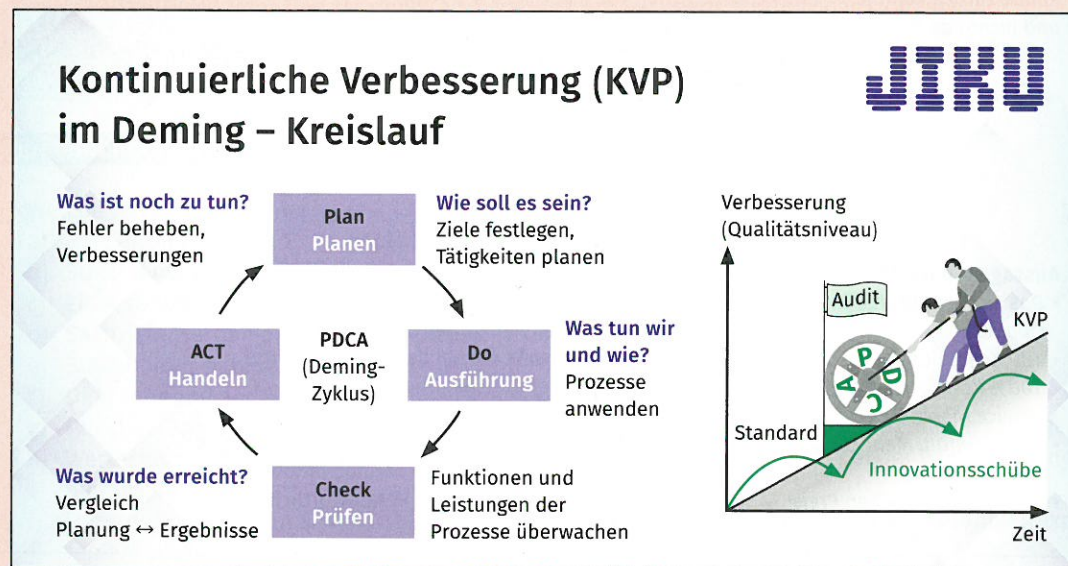 Kontinuierliche Verbesserung (KVP)
im Deming – Kreislauf
JIKU
Was ist noch zu tun?
Fehler beheben,
Verbesserungen
Plan
Planen
Wie soll es sein?
Ziele festlegen,
Tätigkeiten planen
ACT
Handeln
PDCA
(Deming-
Zyklus)
Do
Ausführung
Was tun wir
und wie?
Prozesse
anwenden
Was wurde erreicht?
Vergleich
Planung ↔ Ergebnisse
Check
Prüfen
Funktionen und
Leistungen der
Prozesse überwachen
Verbesserung
(Qualitätsniveau)
Audit
KVP
P
D
C
A
Standard
Innovationsschübe
Zeit